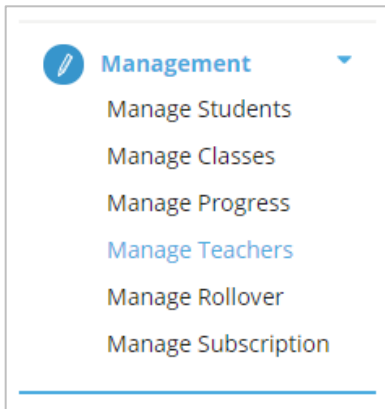 Management
Manage Students
Manage Classes
Manage Progress
Manage Teachers
Manage Rollover
Manage Subscription